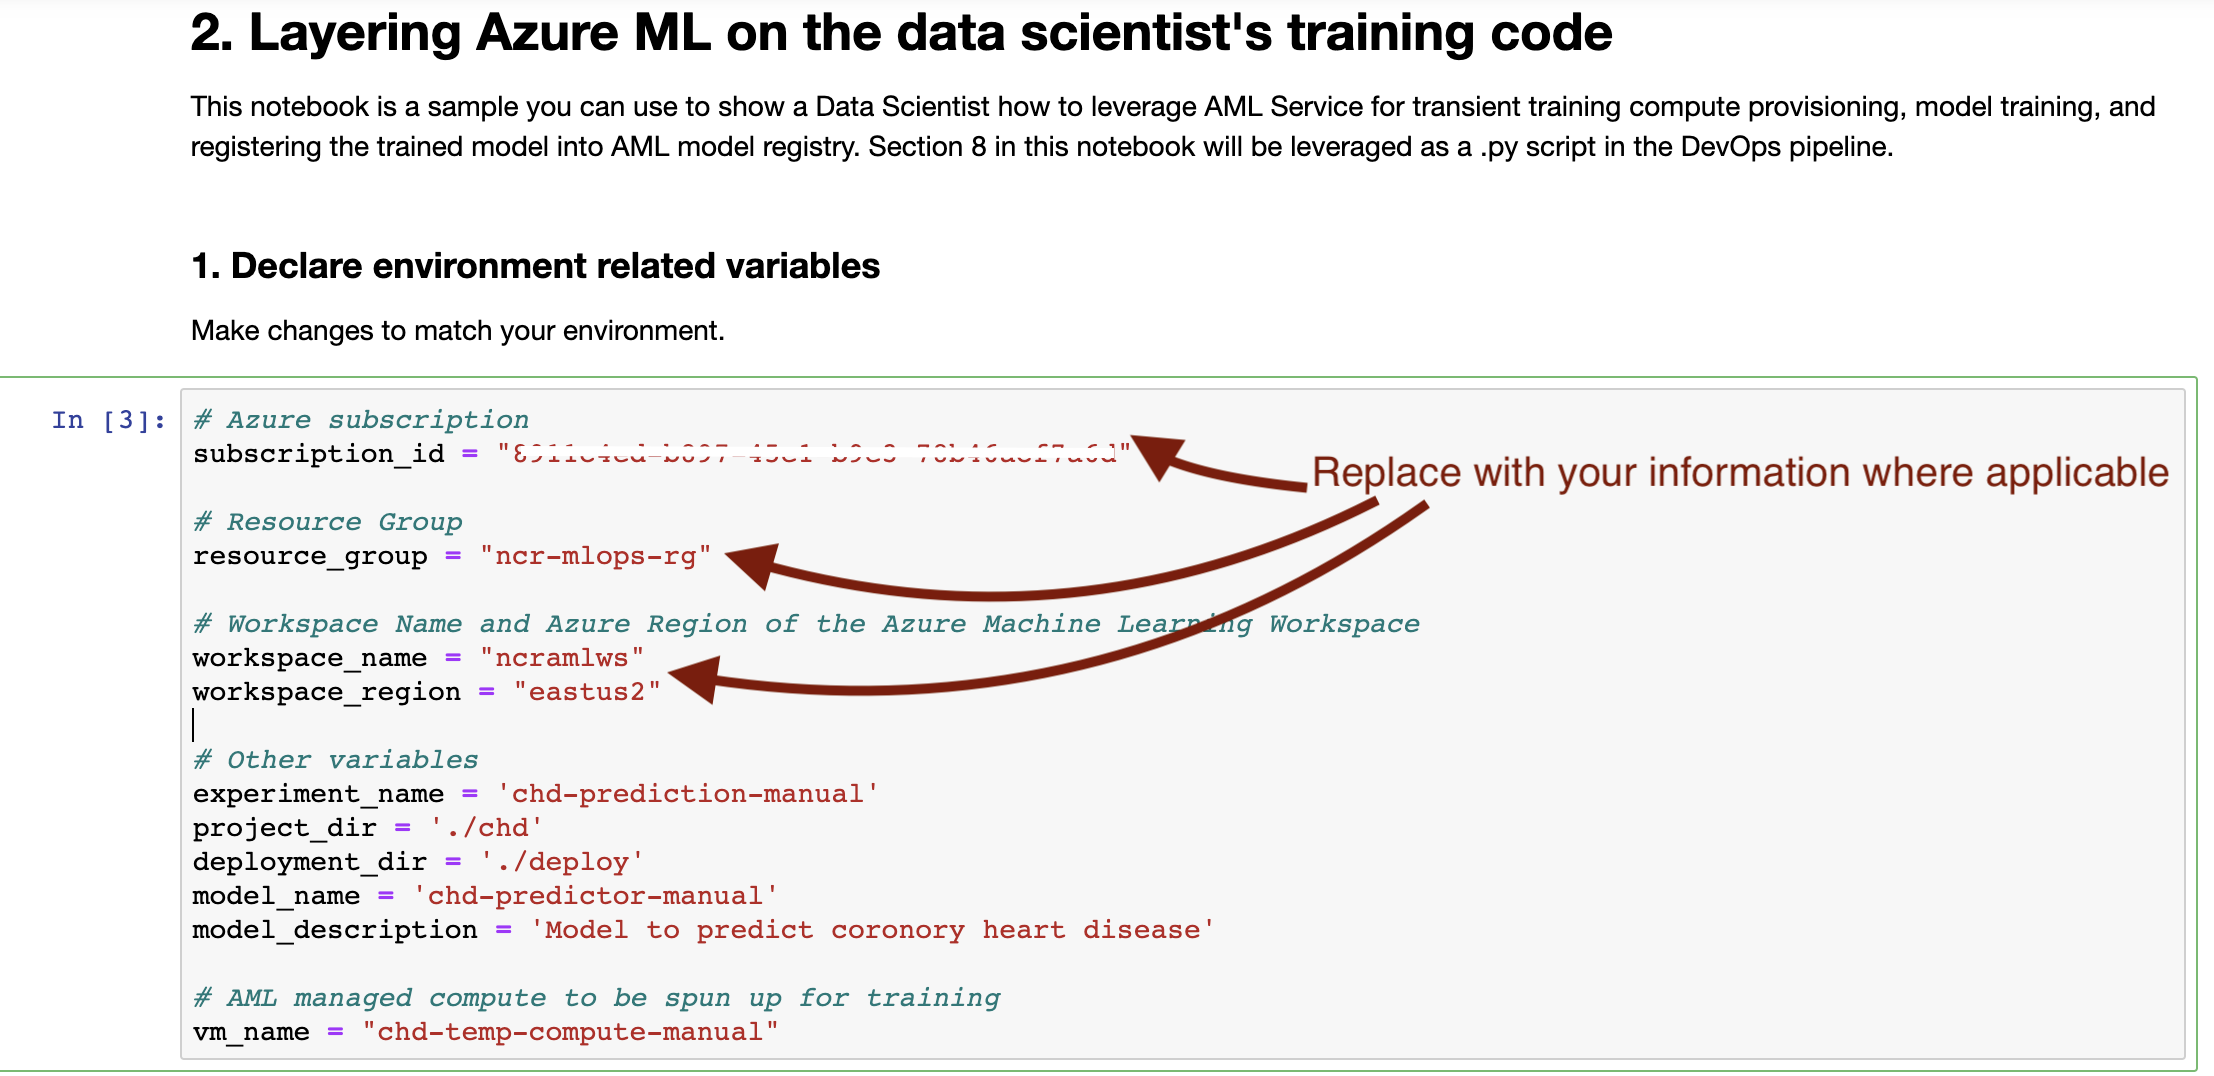 2. Layering Azure ML on the data scientist's training code
This notebook is a sample you can use to show a Data Scientist how to leverage AML Service for transient training compute provisioning, model training, and
registering the trained model into AML model registry. Section 8 in this notebook will be leveraged as a .py script in the DevOps pipeline.
1. Declare environment related variables
Make changes to match your environment.
In [3]:
# Azure subscription
subscription_id = "
Replace with your information where applicable
# Resource Group
resource_group = "ncr-mlops-rg"
# Workspace Name and Azure Region of the Azure Machine Learning Workspace
workspace_name = "ncramlws"
workspace_region = "eastus2"
# Other variables
experiment_name = 'chd-prediction-manual'
project_dir = './chd'
deployment_dir = './deploy'
model_name = 'chd-predictor-manual'
model_description = 'Model to predict coronory heart disease'
# AML managed compute to be spun up for training
vm_name = "chd-temp-compute-manual"